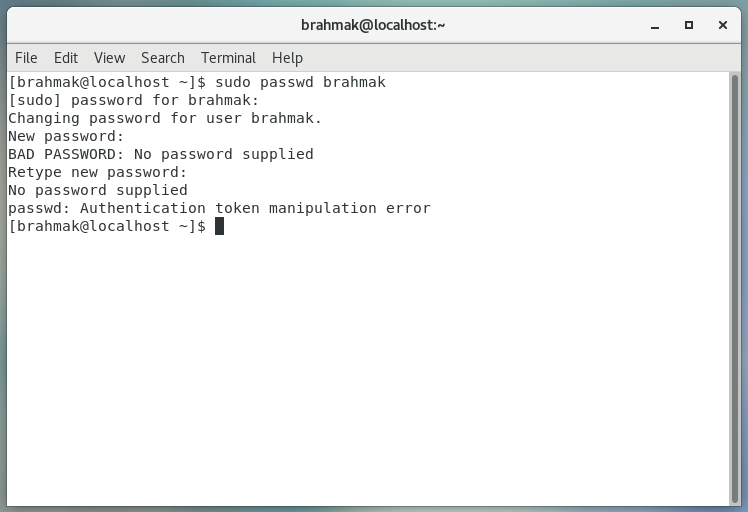 brahmak@localhost:~
File Edit View Search Terminal Help
[brahmak@localhost ~]$ sudo passwd brahmak
[sudo] password for brahmak:
Changing password for user brahmak.
New password:
BAD PASSWORD: No password supplied
Retype new password:
No password supplied
passwd: Authentication token manipulation error
[brahmak@localhost ~]$